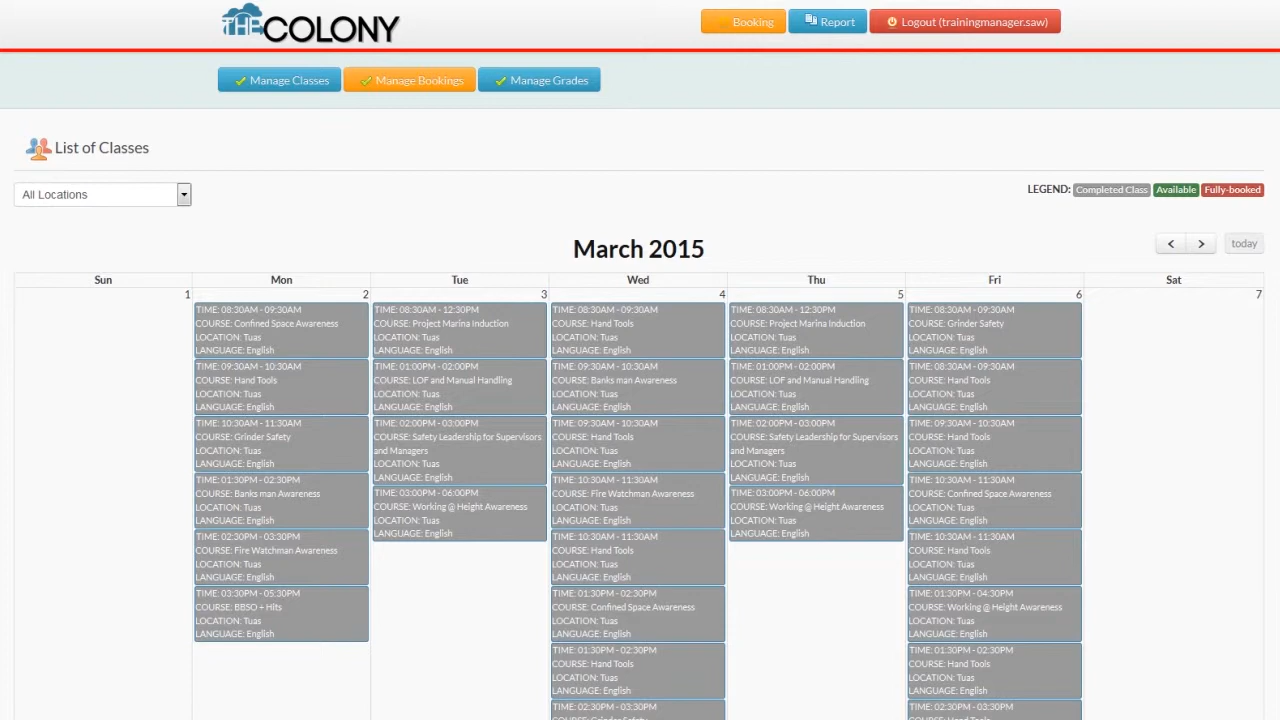 THE COLONY
Booking
Report
Logout (trainingmanager.saw)
Manage Classes
Manage Bookings
Manage Grades
List of Classes
All Locations
LEGEND: Completed Class Available Fully-booked
March 2015
today
Sun Mon Tue Wed Thu Fri Sat
1
2
TIME: 08:30AM - 09:30AM
COURSE: Confined Space Awareness
LOCATION: Tuas
LANGUAGE: English
TIME: 09:30AM - 10:30AM
COURSE: Hand Tools
LOCATION: Tuas
LANGUAGE: English
TIME: 10:30AM - 11:30AM
COURSE: Grinder Safety
LOCATION: Tuas
LANGUAGE: English
TIME: 01:30PM - 02:30PM
COURSE: Banks man Awareness
LOCATION: Tuas
LANGUAGE: English
TIME: 02:30PM - 03:30PM
COURSE: Fire Watchman Awareness
LOCATION: Tuas
LANGUAGE: English
TIME: 03:30PM - 05:30PM
COURSE: BBSO + Hits
LOCATION: Tuas
LANGUAGE: English
3
TIME: 08:30AM - 12:30PM
COURSE: Project Marina Induction
LOCATION: Tuas
LANGUAGE: English
TIME: 01:00PM - 02:00PM
COURSE: LOF and Manual Handling
LOCATION: Tuas
LANGUAGE: English
TIME: 02:00PM - 03:00PM
COURSE: Safety Leadership for Supervisors
and Managers
LOCATION: Tuas
LANGUAGE: English
TIME: 03:00PM - 06:00PM
COURSE: Working @ Height Awareness
LOCATION: Tuas
LANGUAGE: English
4
TIME: 08:30AM - 09:30AM
COURSE: Hand Tools
LOCATION: Tuas
LANGUAGE: English
TIME: 09:30AM - 10:30AM
COURSE: Banks man Awareness
LOCATION: Tuas
LANGUAGE: English
TIME: 09:30AM - 10:30AM
COURSE: Hand Tools
LOCATION: Tuas
LANGUAGE: English
TIME: 10:30AM - 11:30AM
COURSE: Fire Watchman Awareness
LOCATION: Tuas
LANGUAGE: English
TIME: 10:30AM - 11:30AM
COURSE: Hand Tools
LOCATION: Tuas
LANGUAGE: English
TIME: 01:30PM - 02:30PM
COURSE: Confined Space Awareness
LOCATION: Tuas
LANGUAGE: English
TIME: 01:30PM - 02:30PM
COURSE: Hand Tools
LOCATION: Tuas
LANGUAGE: English
TIME: 02:30PM - 03:30PM
COURSE: Grinder Safety
5
TIME: 08:30AM - 12:30PM
COURSE: Project Marina Induction
LOCATION: Tuas
LANGUAGE: English
TIME: 01:00PM - 02:00PM
COURSE: LOF and Manual Handling
LOCATION: Tuas
LANGUAGE: English
TIME: 02:00PM - 03:00PM
COURSE: Safety Leadership for Supervisors
and Managers
LOCATION: Tuas
LANGUAGE: English
TIME: 03:00PM - 06:00PM
COURSE: Working @ Height Awareness
LOCATION: Tuas
LANGUAGE: English
6
TIME: 08:30AM - 09:30AM
COURSE: Grinder Safety
LOCATION: Tuas
LANGUAGE: English
TIME: 08:30AM - 09:30AM
COURSE: Hand Tools
LOCATION: Tuas
LANGUAGE: English
TIME: 09:30AM - 10:30AM
COURSE: Hand Tools
LOCATION: Tuas
LANGUAGE: English
TIME: 10:30AM - 11:30AM
COURSE: Confined Space Awareness
LOCATION: Tuas
LANGUAGE: English
TIME: 10:30AM - 11:30AM
COURSE: Hand Tools
LOCATION: Tuas
LANGUAGE: English
TIME: 01:30PM - 04:30PM
COURSE: Working @ Height Awareness
LOCATION: Tuas
LANGUAGE: English
TIME: 01:30PM - 02:30PM
COURSE: Hand Tools
LOCATION: Tuas
LANGUAGE: English
TIME: 02:30PM - 03:30PM
COURSE: Hand Tools
7